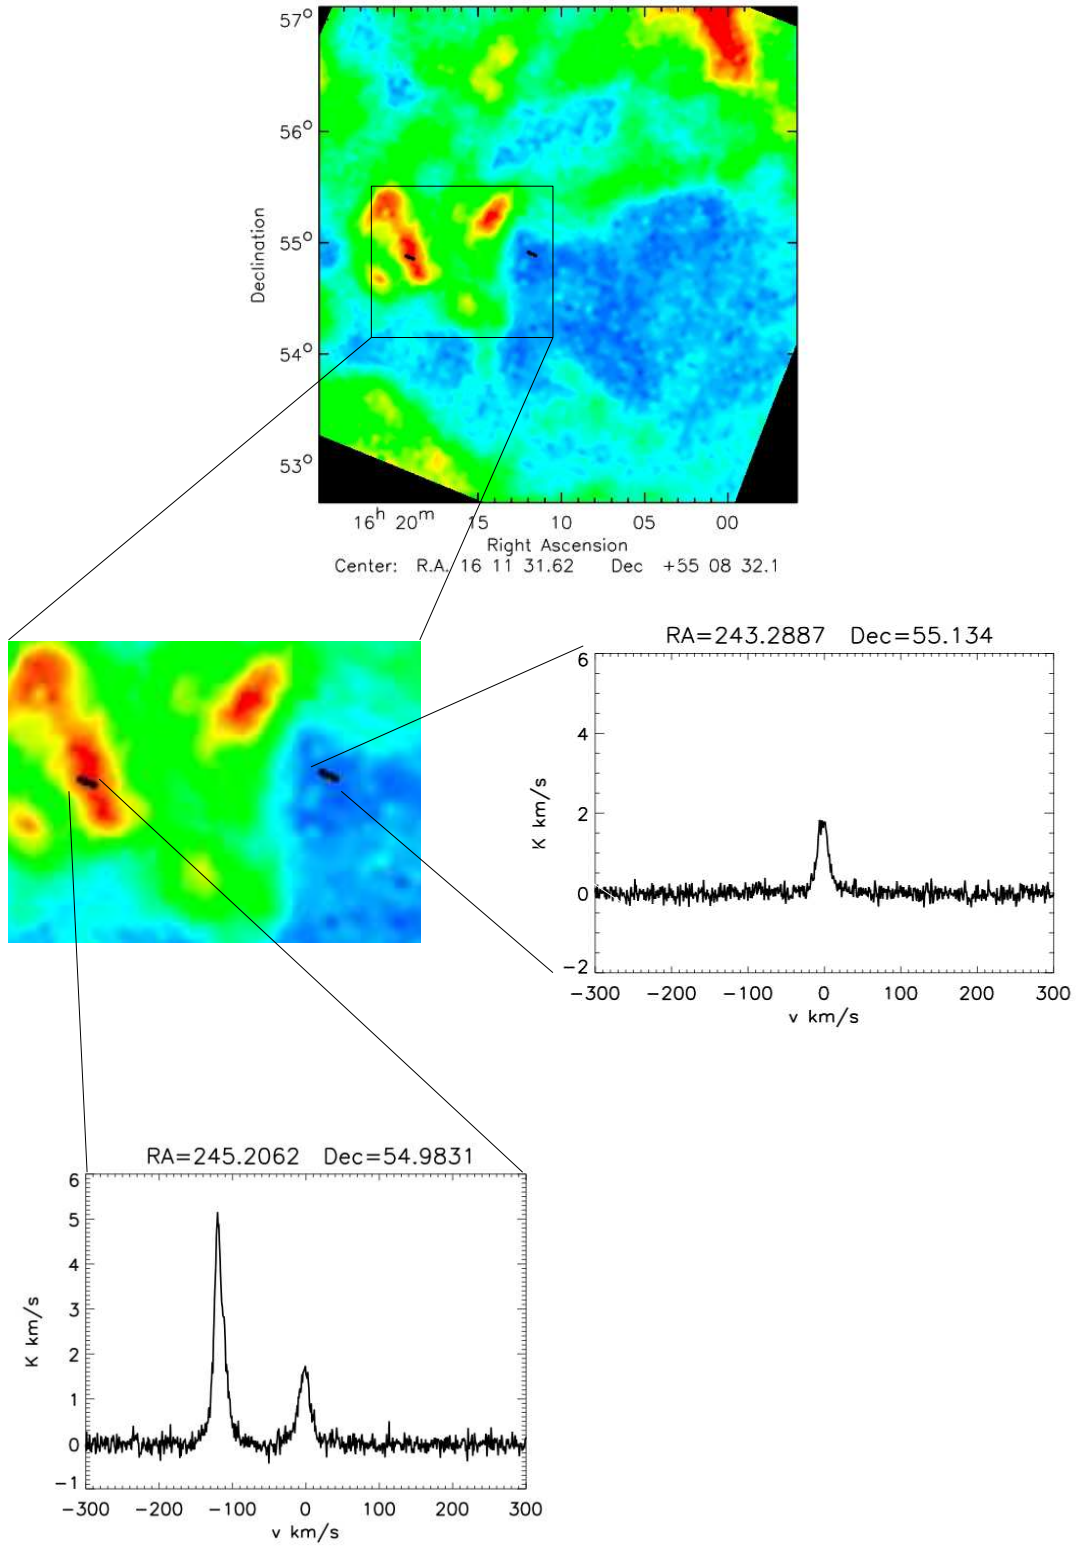 57°
56°
55°
54°
53°
Declination
16h 20m 15 10 05 00
Right Ascension
Center: R.A. 16 11 31.62 Dec +55 08 32.1
RA=243.2887 Dec=55.134
6
4
2
0
−2
K km/s
−300 −200 −100 0 100 200 300
v km/s
RA=245.2062 Dec=54.9831
6
5
4
3
2
1
0
−1
K km/s
−300 −200 −100 0 100 200 300
v km/s